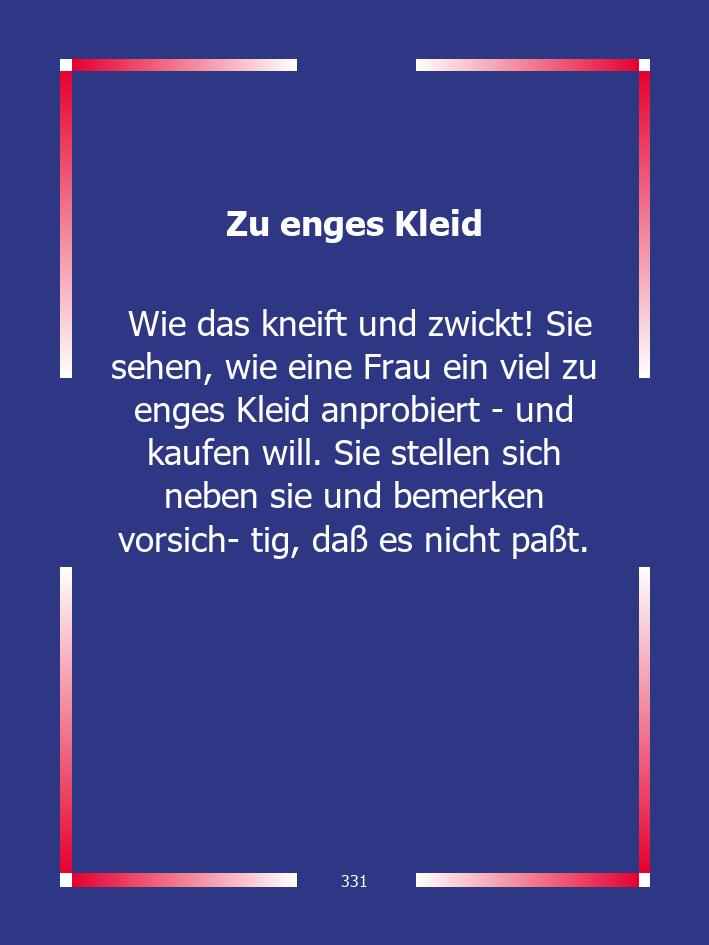 Zu enges Kleid
Wie das kneift und zwickt! Sie
sehen, wie eine Frau ein viel zu
enges Kleid anprobiert - und
kaufen will. Sie stellen sich
neben sie und bemerken
vorsich- tig, daß es nicht paßt.
331